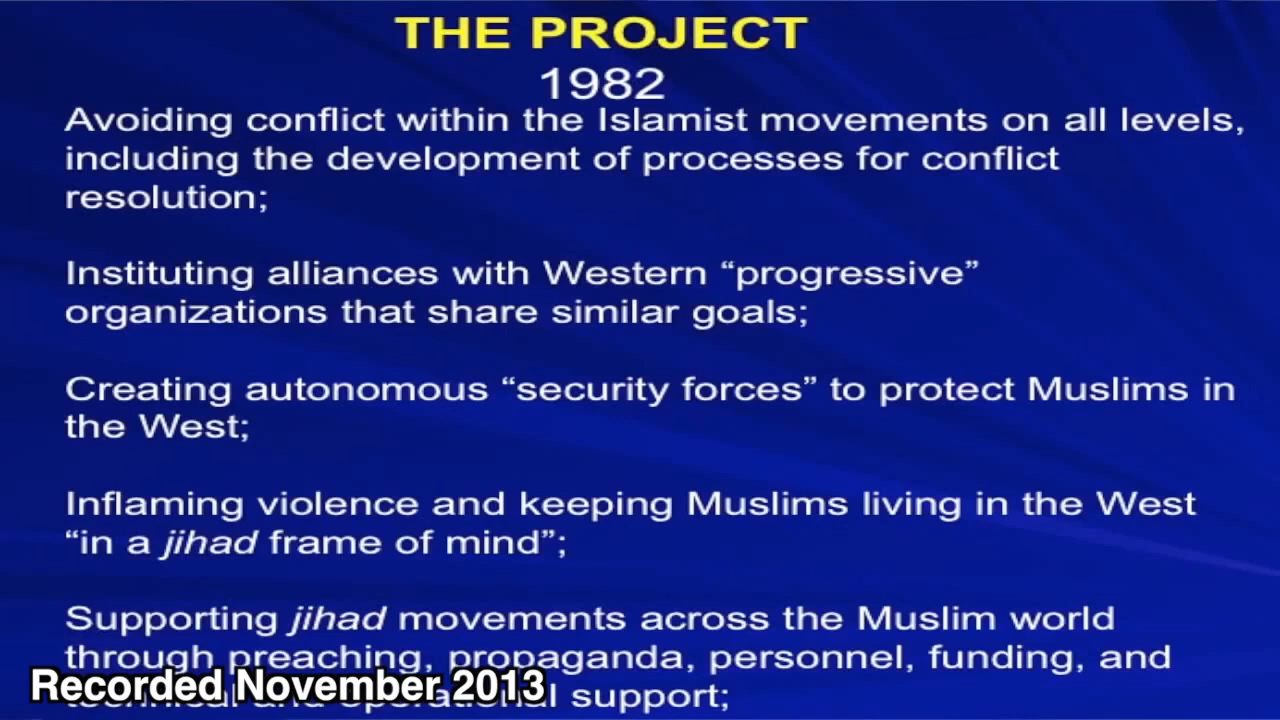 THE PROJECT
1982
Avoiding conflict within the Islamist movements on all levels,
including the development of processes for conflict
resolution;
Instituting alliances with Western “progressive”
organizations that share similar goals;
Creating autonomous “security forces” to protect Muslims in
the West;
Inflaming violence and keeping Muslims living in the West
“in a jihad frame of mind”;
Supporting jihad movements across the Muslim world
through preaching, propaganda, personnel, funding, and
technical and operational support;
Recorded November 2013